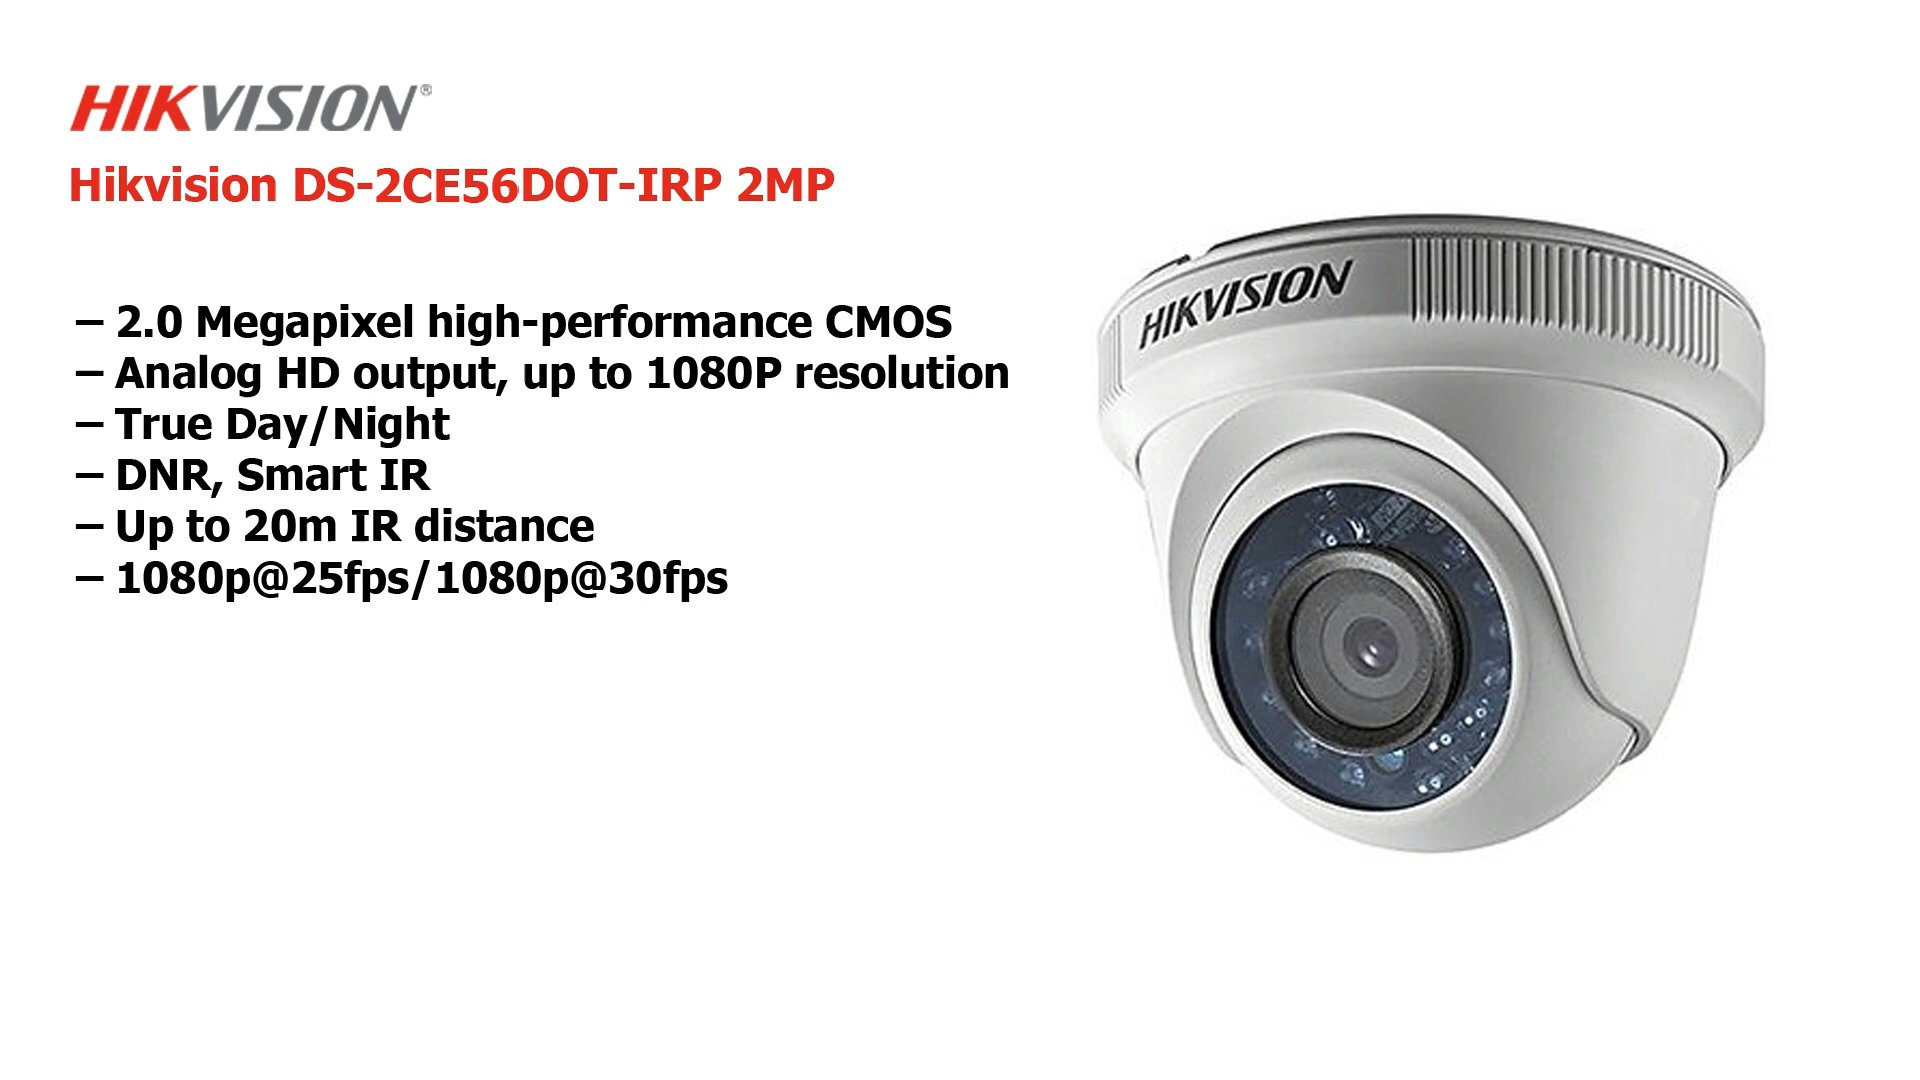 HIKVISION®
Hikvision DS-2CE56DOT-IRP 2MP
– 2.0 Megapixel high-performance CMOS
– Analog HD output, up to 1080P resolution
– True Day/Night
– DNR, Smart IR
– Up to 20m IR distance
– 1080p@25fps/1080p@30fps
HIKVISION